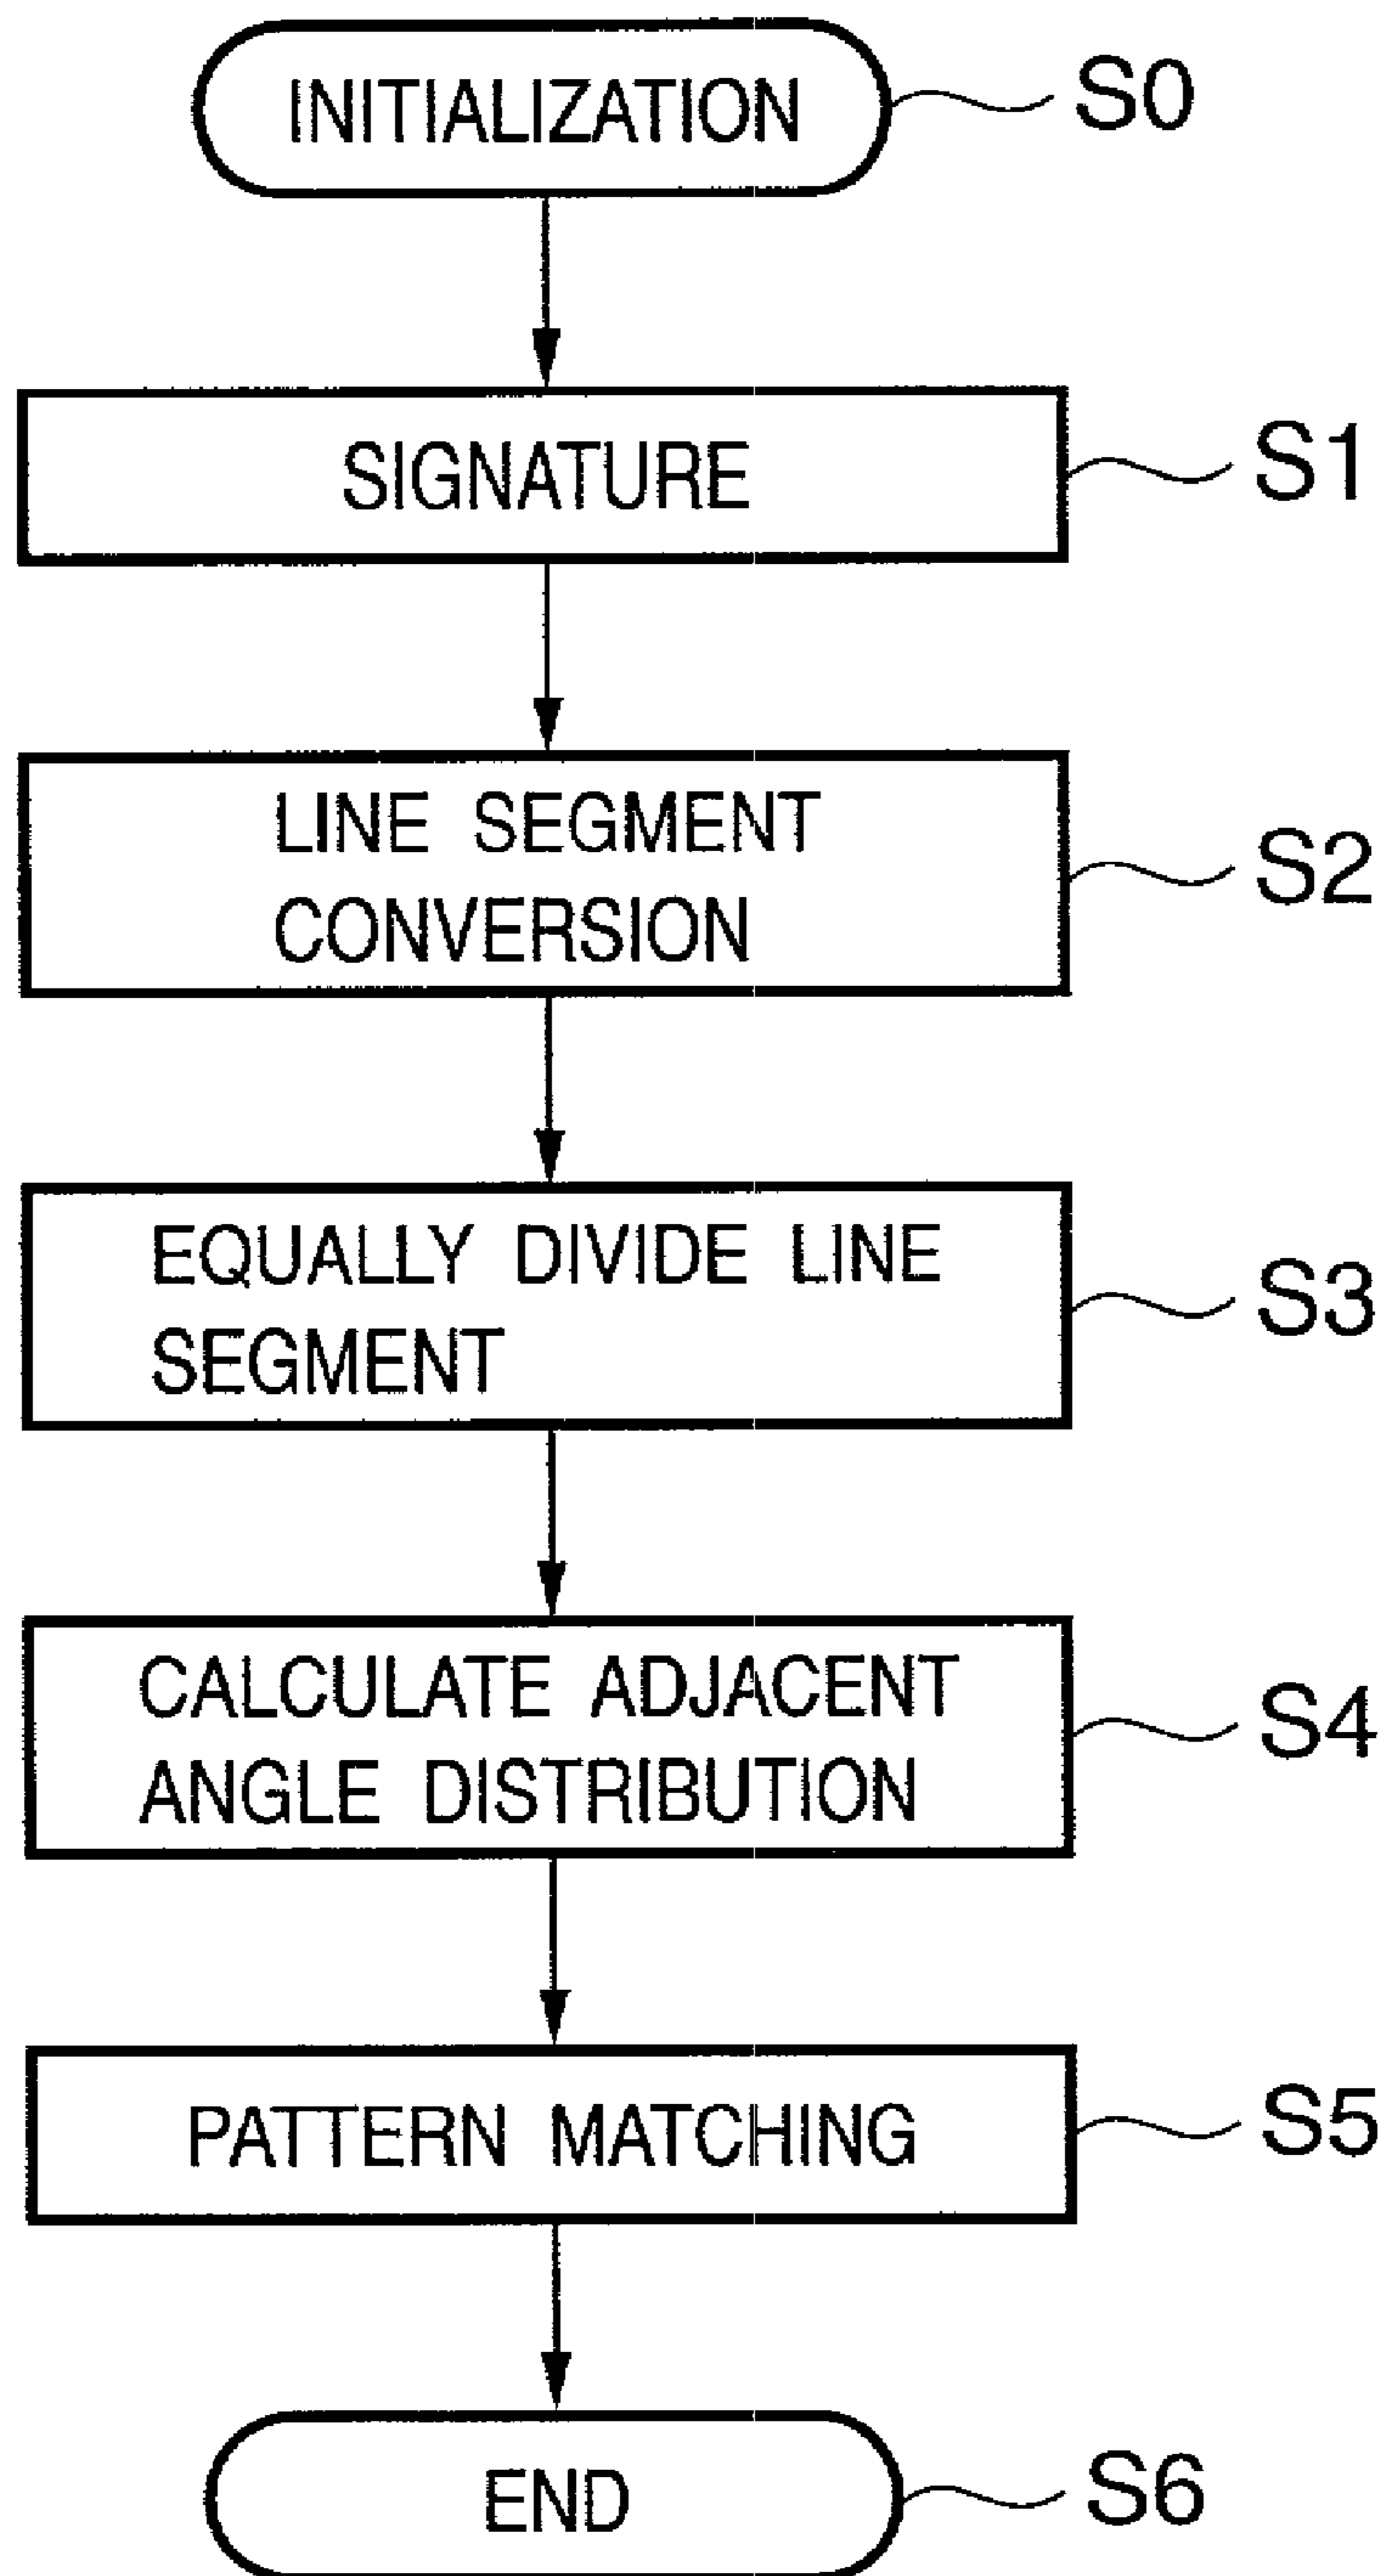 INITIALIZATION
S0
SIGNATURE
S1
LINE SEGMENT
CONVERSION
S2
EQUALLY DIVIDE LINE
SEGMENT
S3
CALCULATE ADJACENT
ANGLE DISTRIBUTION
S4
PATTERN MATCHING
S5
END
S6